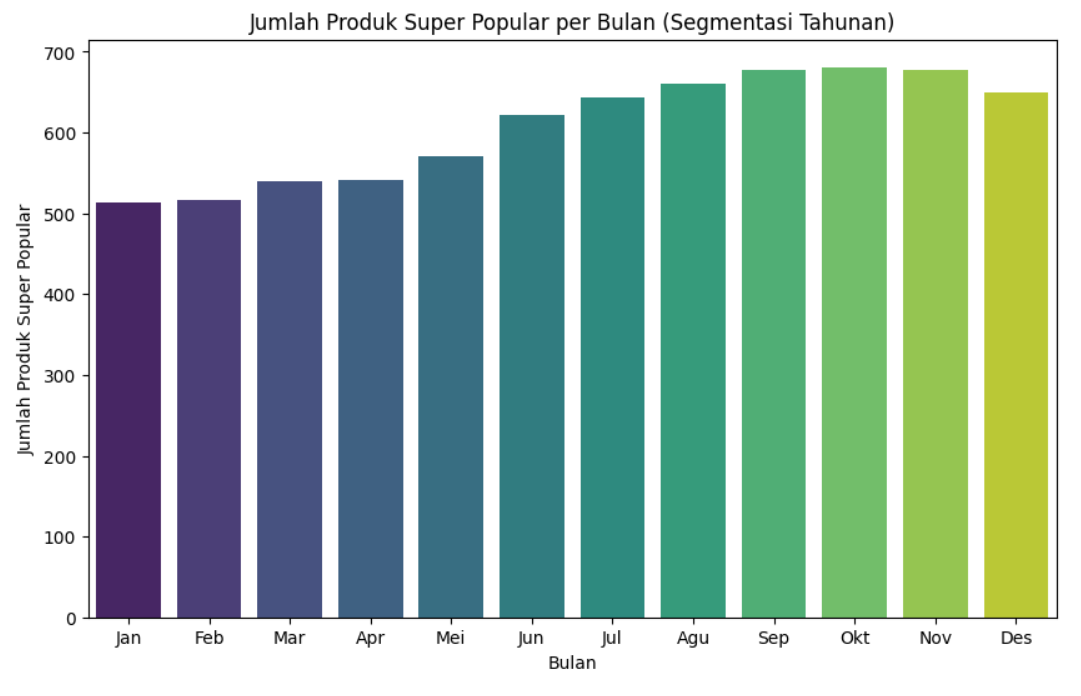 Jumlah Produk Super Popular per Bulan (Segmentasi Tahunan)
Jumlah Produk Super Popular
700
600
500
400
300
200
100
0
Jan Feb Mar Apr Mei Jun Jul Agu Sep Okt Nov Des
Bulan